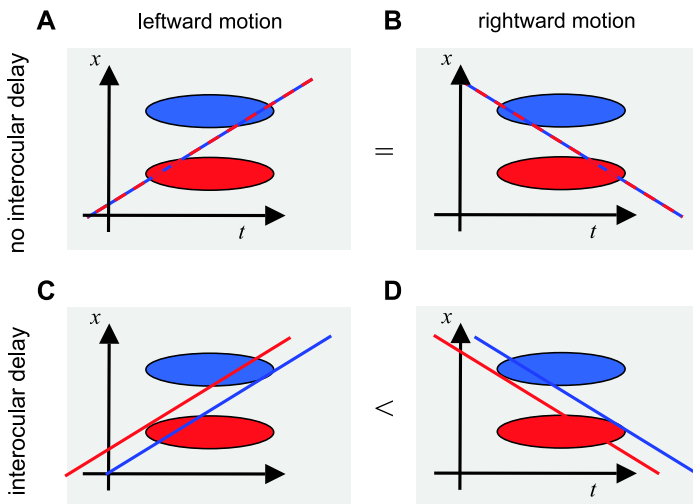 A leftward motion
B rightward motion
no interocular delay
x
t
=
x
t
C
D
interocular delay
x
<
x
t